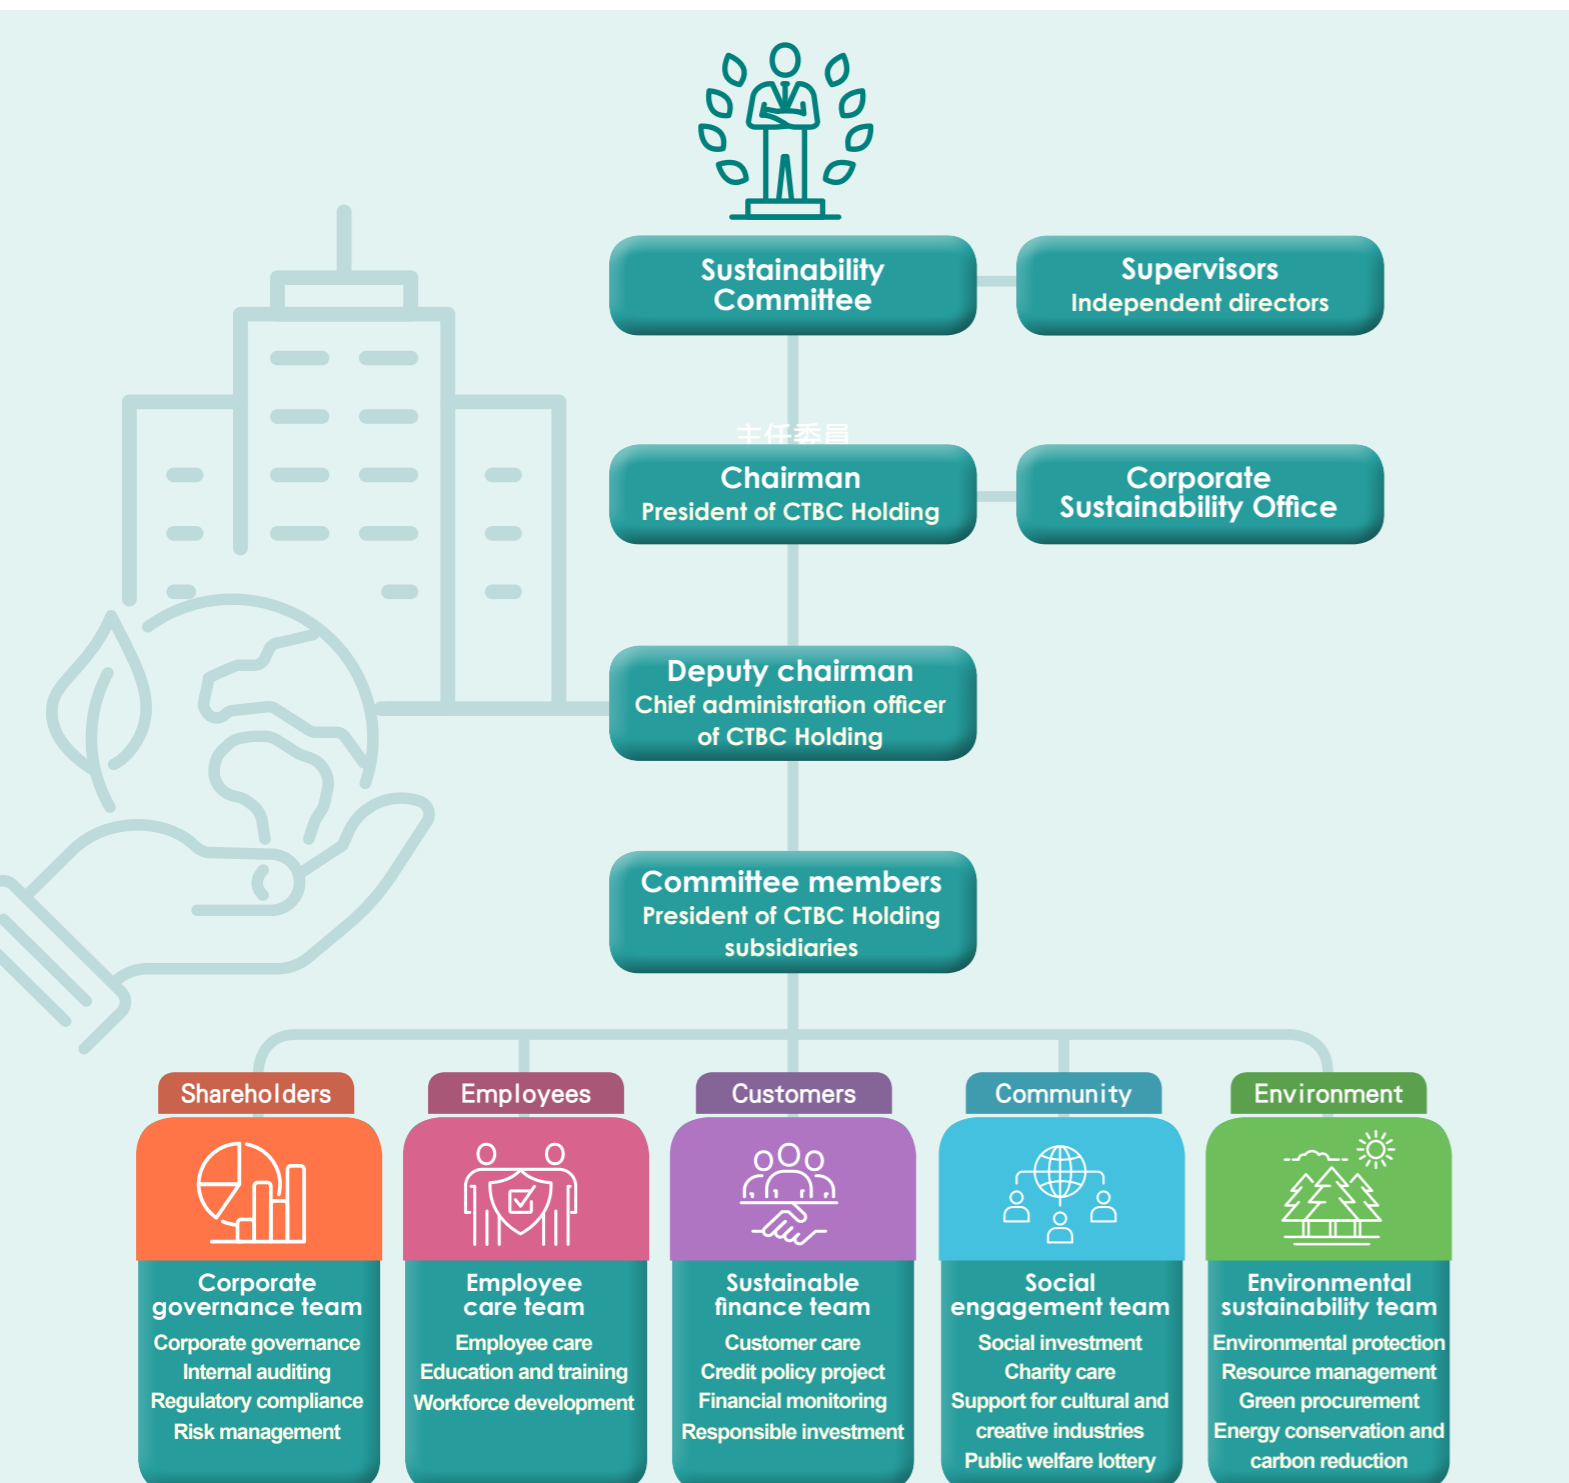 Sustainability
Committee
Supervisors
Independent directors
主任委員
Chairman
President of CTBC Holding
Corporate
Sustainability Office
Deputy chairman
Chief administration officer
of CTBC Holding
Committee members
President of CTBC Holding
subsidiaries
Shareholders
Corporate
governance team
Corporate governance
Internal auditing
Regulatory compliance
Risk management
Employees
Employee
care team
Employee care
Education and training
Workforce development
Customers
Sustainable
finance team
Customer care
Credit policy project
Financial monitoring
Responsible investment
Community
Social
engagement team
Social investment
Charity care
Support for cultural and
creative industries
Public welfare lottery
Environment
Environmental
sustainability team
Environmental protection
Resource management
Green procurement
Energy conservation and
carbon reduction